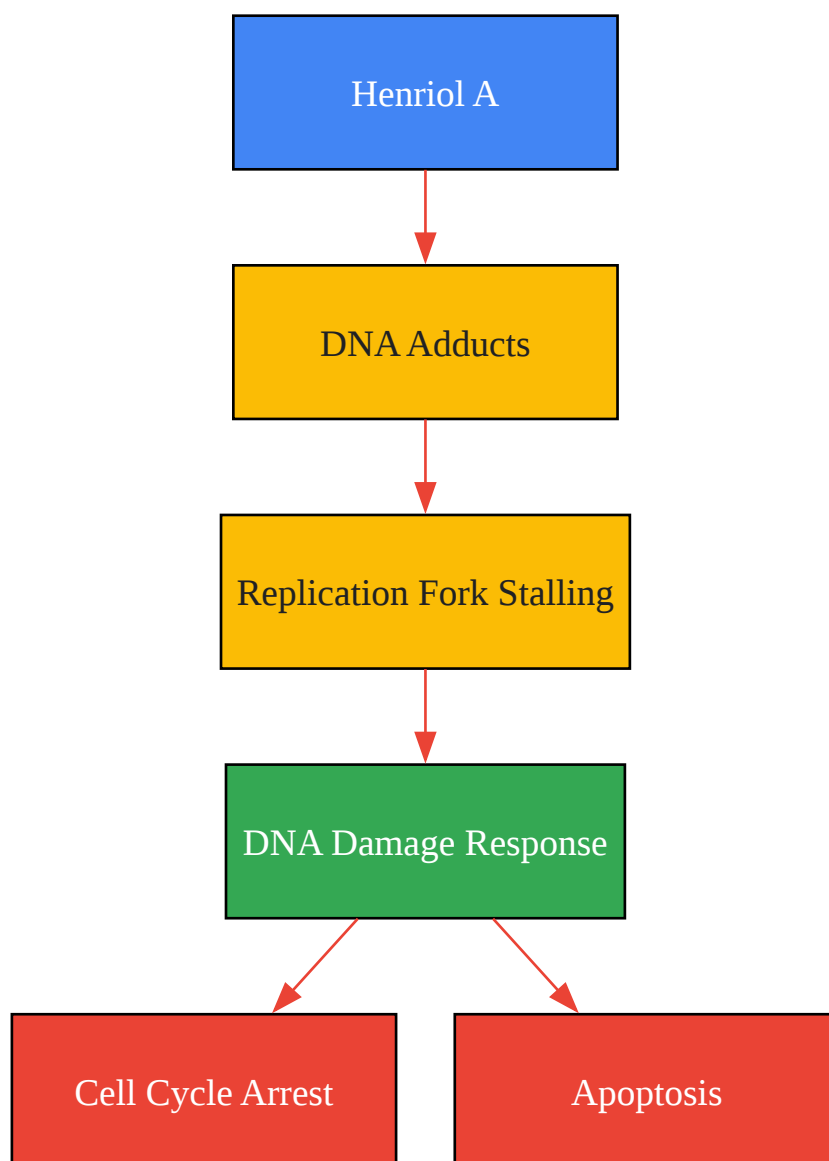 Henriol A
DNA Adducts
Replication Fork Stalling
DNA Damage Response
Cell Cycle Arrest
Apoptosis